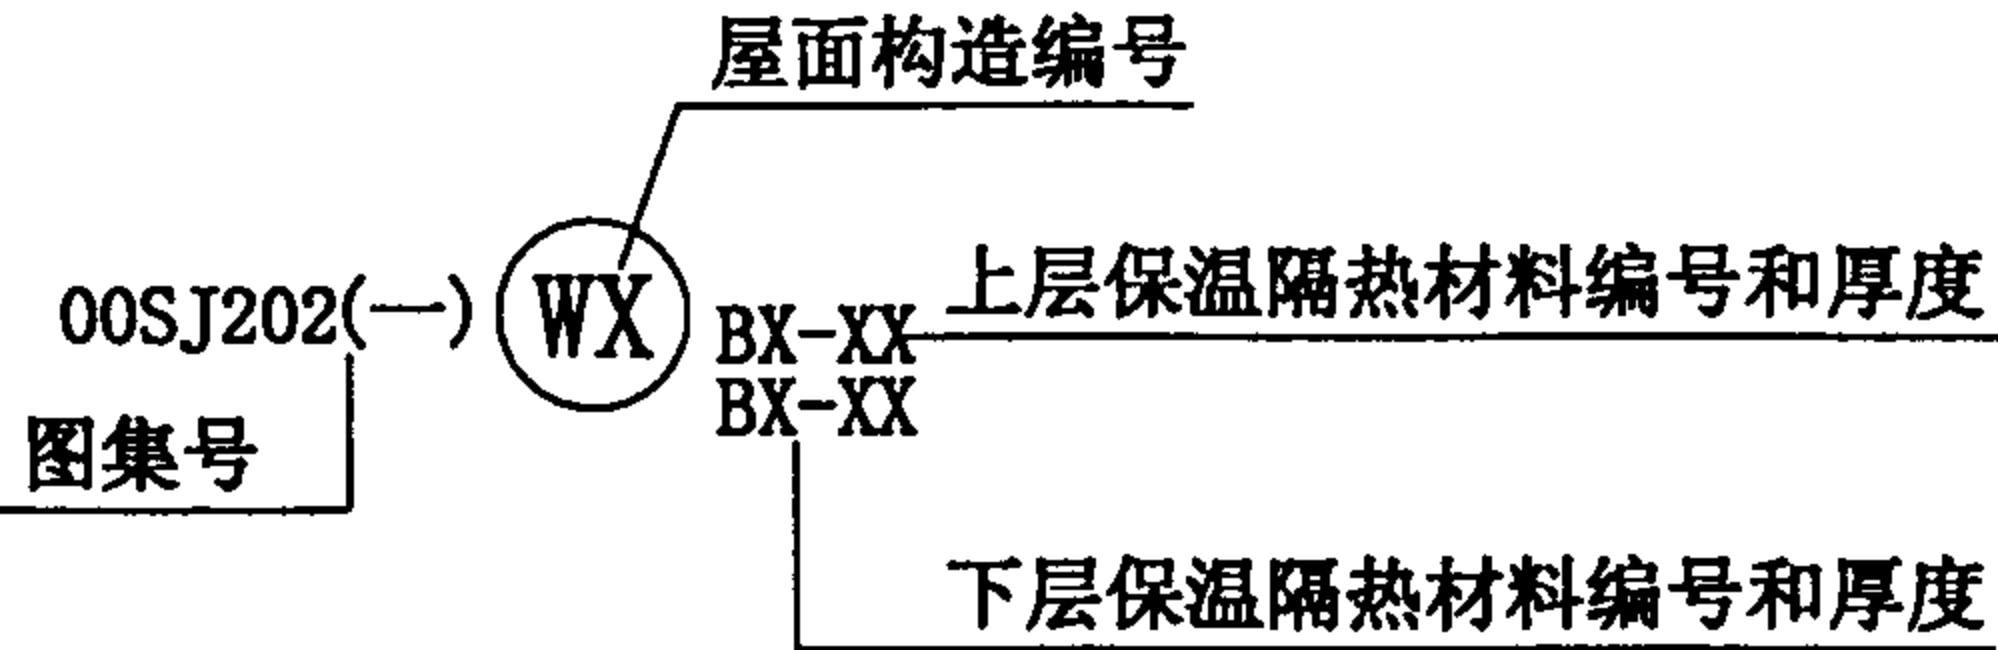 屋面构造编号
00SJ202(一) WX
BX-XX 上层保温隔热材料编号和厚度
BX-XX
图集号
下层保温隔热材料编号和厚度